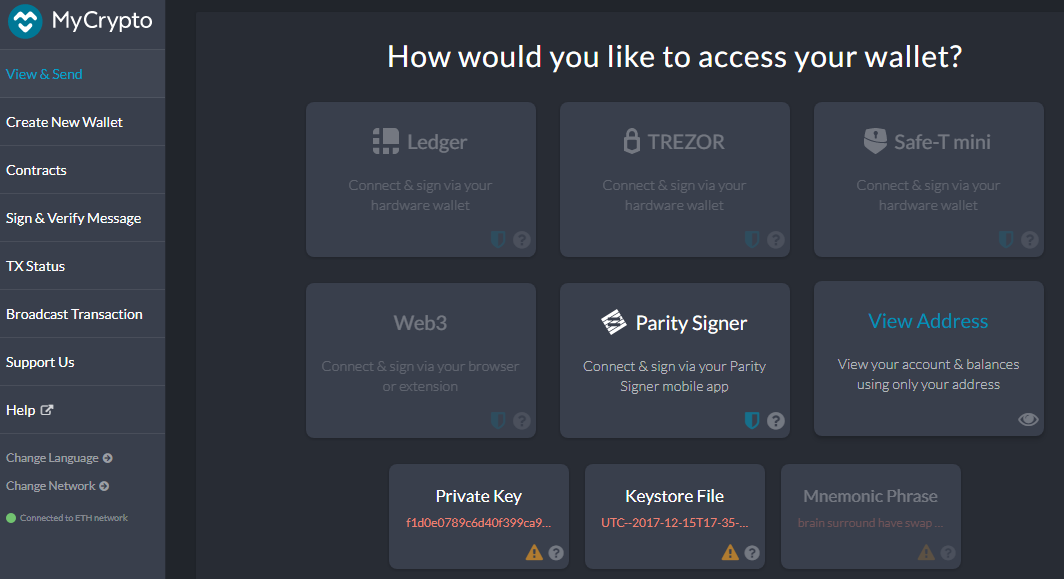 MyCrypto
View & Send
Create New Wallet
Contracts
Sign & Verify Message
TX Status
Broadcast Transaction
Support Us
Help
Change Language
Change Network
Connected to ETH network
How would you like to access your wallet?
Ledger
Connect & sign via your
hardware wallet
?
TREZOR
Connect & sign via your
hardware wallet
?
Safe-T mini
Connect & sign via your
hardware wallet
?
Web3
Connect & sign via your browser
or extension
?
Parity Signer
Connect & sign via your Parity
Signer mobile app
?
View Address
View your account & balances
using only your address
Private Key
f1d0e0789c6d40f399ca9...
?
Keystore File
UTC--2017-12-15T17-35-...
?
Mnemonic Phrase
brain surround have swap ...
?